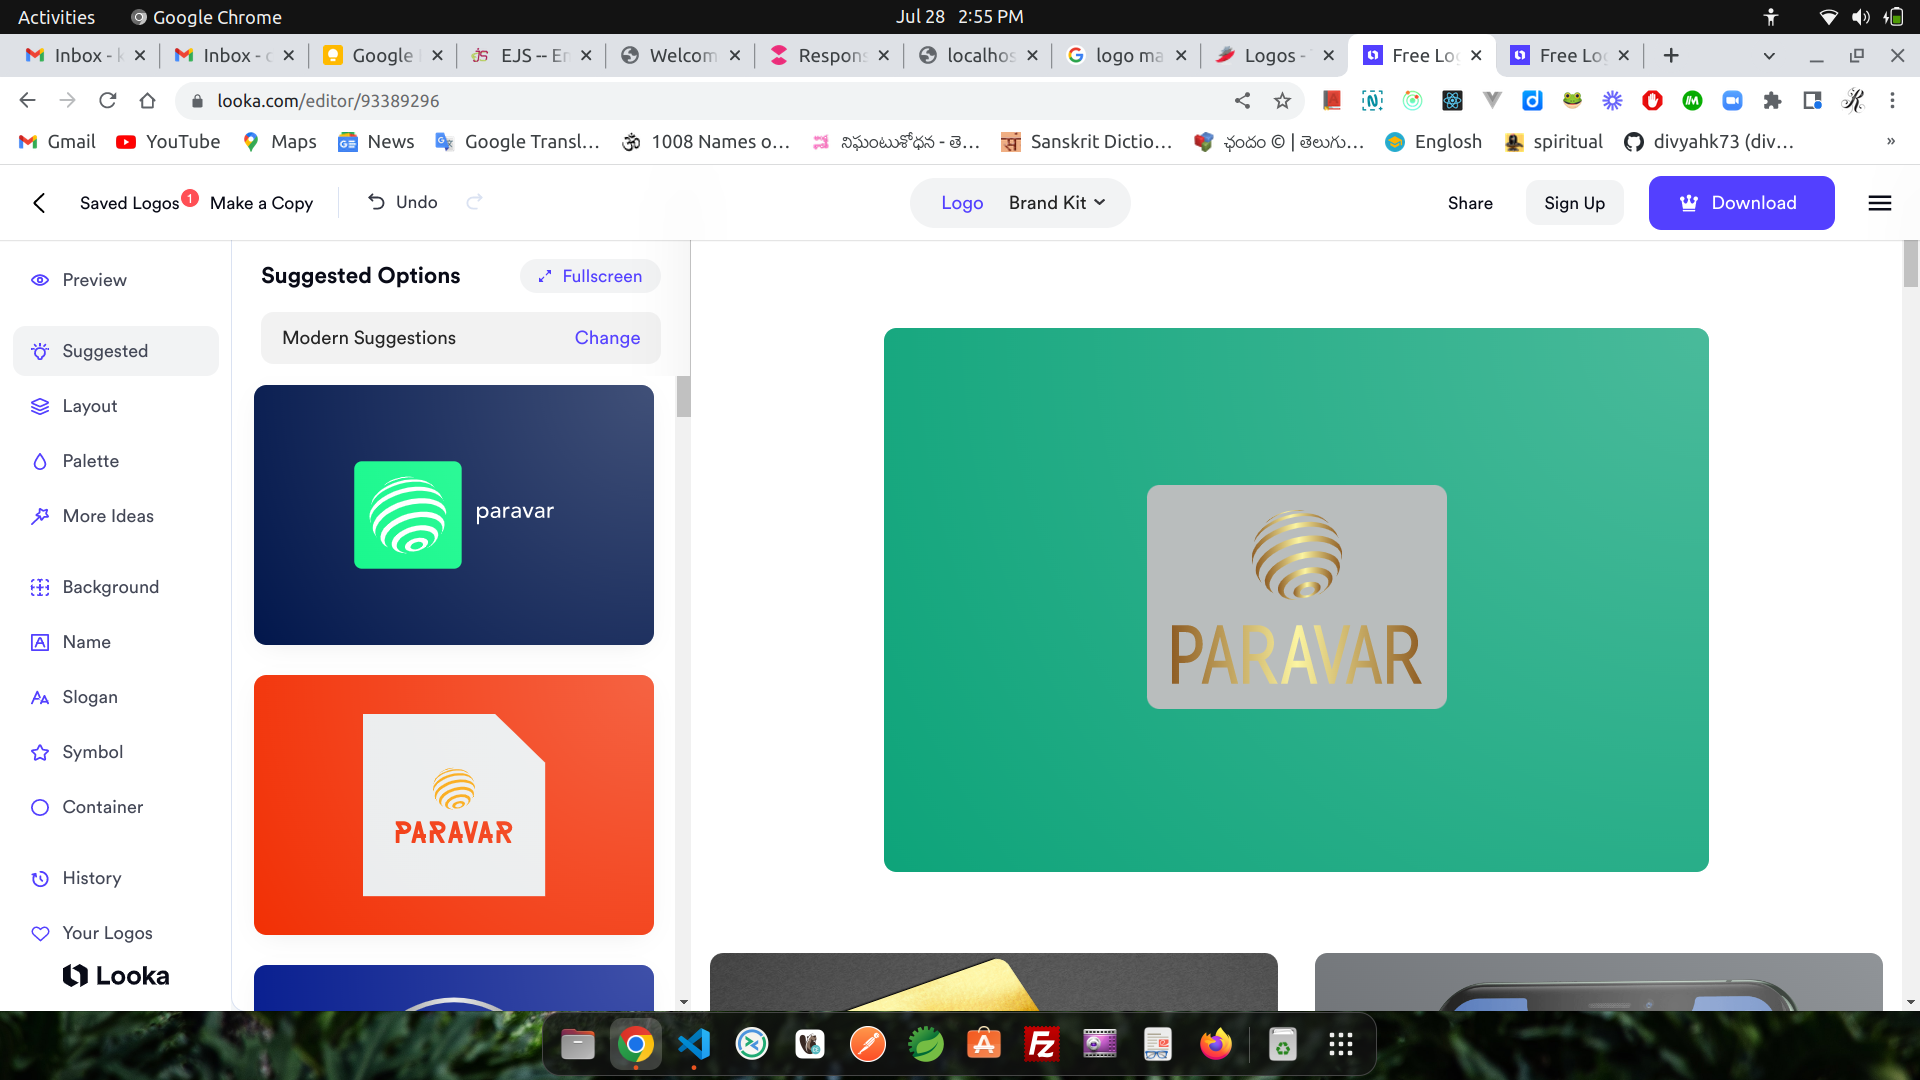 Activities
Google Chrome
Jul 28 2:55 PM
Inbox - k
Inbox - c
Google
EJS -- En
Welcom
Respons
localhos
logo ma
Logos -
Free Log
Free Log
looka.com/editor/93389296
Gmail
YouTube
Maps
News
Google Transl...
1008 Names o...
నిఘంటుశోధన - తె...
Sanskrit Dictio...
ఛందం © | తెలుగు...
Englosh
spiritual
divyahk73 (div...
»
Saved Logos 1
Make a Copy
Undo
Logo
Brand Kit
Share
Sign Up
Download
Preview
Suggested
Layout
Palette
More Ideas
Background
Name
Slogan
Symbol
Container
History
Your Logos
Looka
Suggested Options
Fullscreen
Modern Suggestions
Change
paravar
PARAVAR
PARAVAR